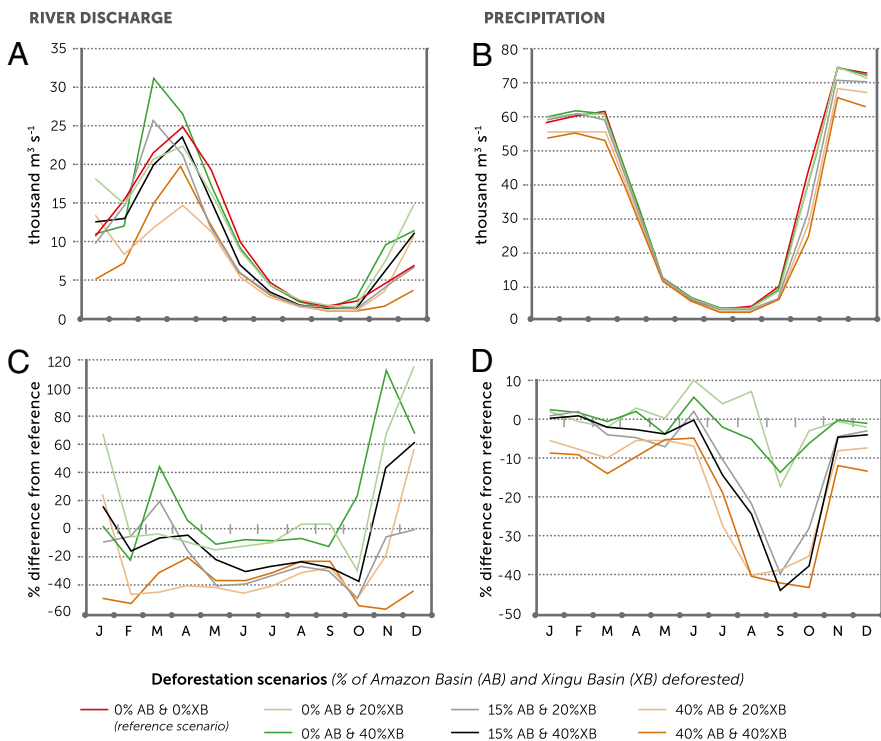 RIVER DISCHARGE
PRECIPITATION
A
35
30
25
20
15
10
5
0
thousand m³ s⁻¹
B
80
70
60
50
40
30
20
10
0
thousand m³ s⁻¹
C
120
100
80
60
40
20
0
-20
-40
-60
% difference from reference
J F M A M J J A S O N D
D
10
0
-10
-20
-30
-40
-50
% difference from reference
J F M A M J J A S O N D
Deforestation scenarios (% of Amazon Basin (AB) and Xingu Basin (XB) deforested)
0% AB & 0%XB
(reference scenario)
0% AB & 20%XB
0% AB & 40%XB
15% AB & 20%XB
15% AB & 40%XB
40% AB & 20%XB
40% AB & 40%XB